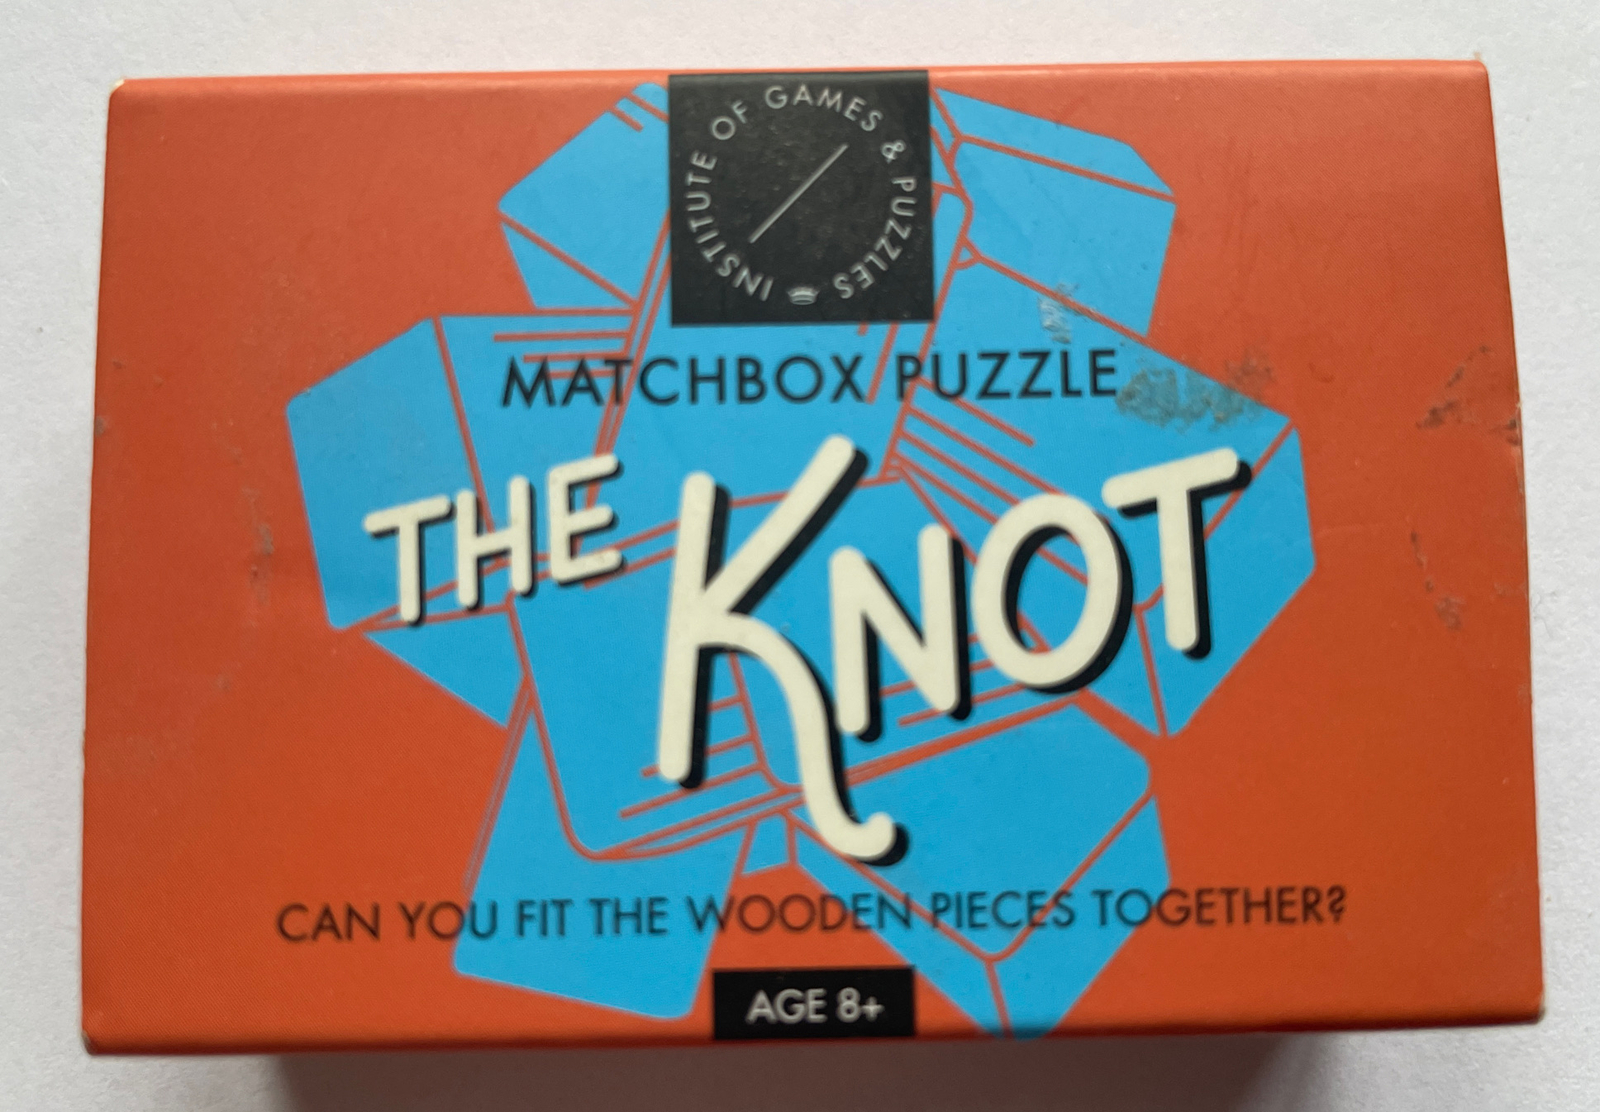 INSTITUTE OF GAMES & PUZZLES
MATCHBOX PUZZLE
THE KNOT
CAN YOU FIT THE WOODEN PIECES TOGETHER?
AGE 8+